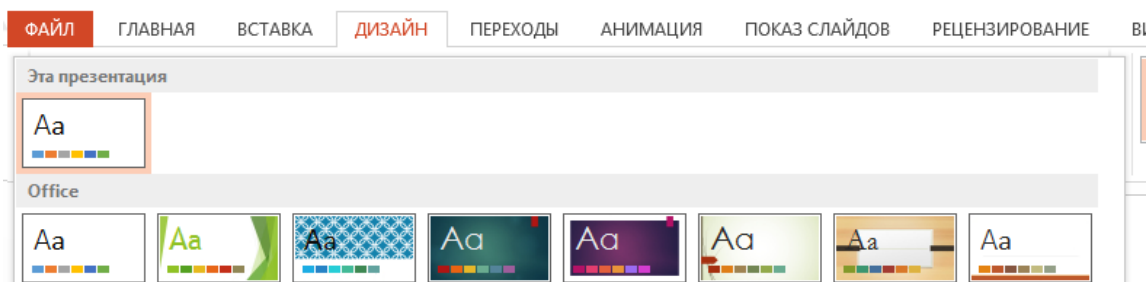 ФАЙЛ ГЛАВНАЯ ВСТАВКА ДИЗАЙН ПЕРЕХОДЫ АНИМАЦИЯ ПОКАЗ СЛАЙДОВ РЕЦЕНЗИРОВАНИЕ
Эта презентация
Aa
Office
Aa Aa Aa Aa Aa Aa Aa Aa